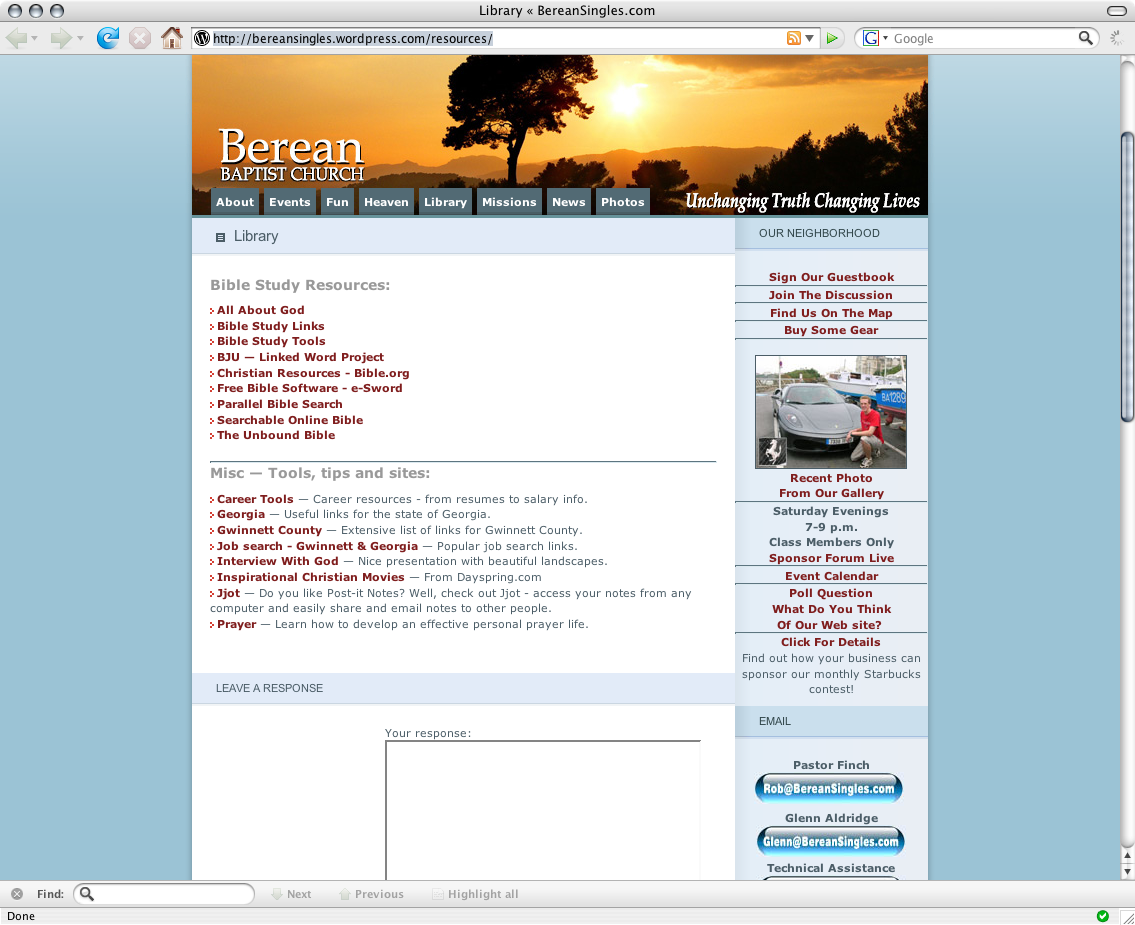 Library « BereanSingles.com
http://bereansingles.wordpress.com/resources/
G
Google
Berean
BAPTIST CHURCH
About Events Fun Heaven Library Missions News Photos
Unchanging Truth Changing Lives
Library
Bible Study Resources:
All About God
Bible Study Links
Bible Study Tools
BJU — Linked Word Project
Christian Resources - Bible.org
Free Bible Software - e-Sword
Parallel Bible Search
Searchable Online Bible
The Unbound Bible
Misc — Tools, tips and sites:
Career Tools — Career resources - from resumes to salary info.
Georgia — Useful links for the state of Georgia.
Gwinnett County — Extensive list of links for Gwinnett County.
Job search - Gwinnett & Georgia — Popular job search links.
Interview With God — Nice presentation with beautiful landscapes.
Inspirational Christian Movies — From Dayspring.com
Jjot — Do you like Post-it Notes? Well, check out Jjot - access your notes from any
computer and easily share and email notes to other people.
Prayer — Learn how to develop an effective personal prayer life.
LEAVE A RESPONSE
Your response:
OUR NEIGHBORHOOD
Sign Our Guestbook
Join The Discussion
Find Us On The Map
Buy Some Gear
BA1289
Recent Photo
From Our Gallery
Saturday Evenings
7-9 p.m.
Class Members Only
Sponsor Forum Live
Event Calendar
Poll Question
What Do You Think
Of Our Web site?
Click For Details
Find out how your business can
sponsor our monthly Starbucks
contest!
EMAIL
Pastor Finch
Rob@BereanSingles.com
Glenn Aldridge
Glenn@BereanSingles.com
Technical Assistance
Find:
Next
Previous
Highlight all
Done